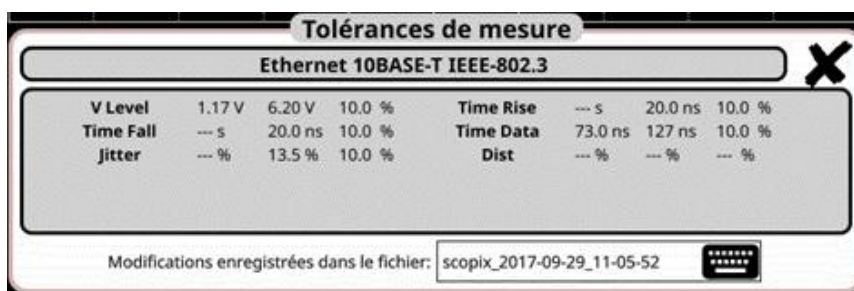 Tolérances de mesure
Ethernet 10BASE-T IEEE-802.3
V Level 1.17 V 6.20 V 10.0 % Time Rise --- s 20.0 ns 10.0 %
Time Fall --- s 20.0 ns 10.0 % Time Data 73.0 ns 127 ns 10.0 %
Jitter --- % 13.5 % 10.0 % Dist --- % --- % --- %
Modifications enregistrées dans le fichier: scopix_2017-09-29_11-05-52